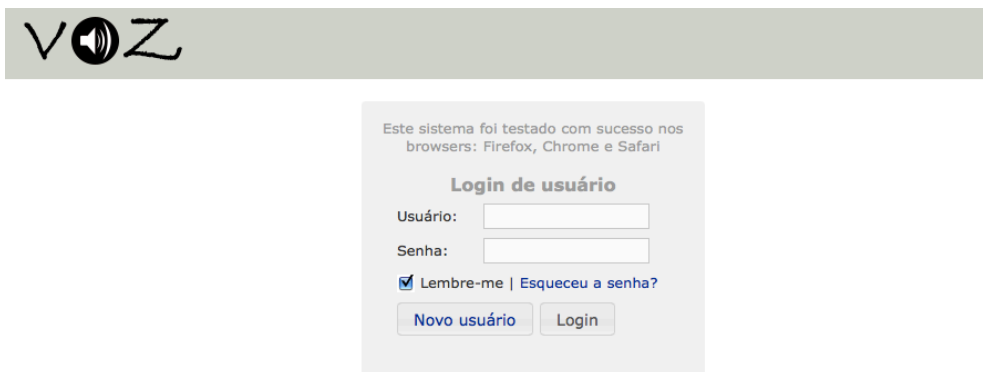 VOZ
Este sistema foi testado com sucesso nos
browsers: Firefox, Chrome e Safari
Login de usuário
Usuário:
Senha:
Lembre-me | Esqueceu a senha?
Novo usuário Login